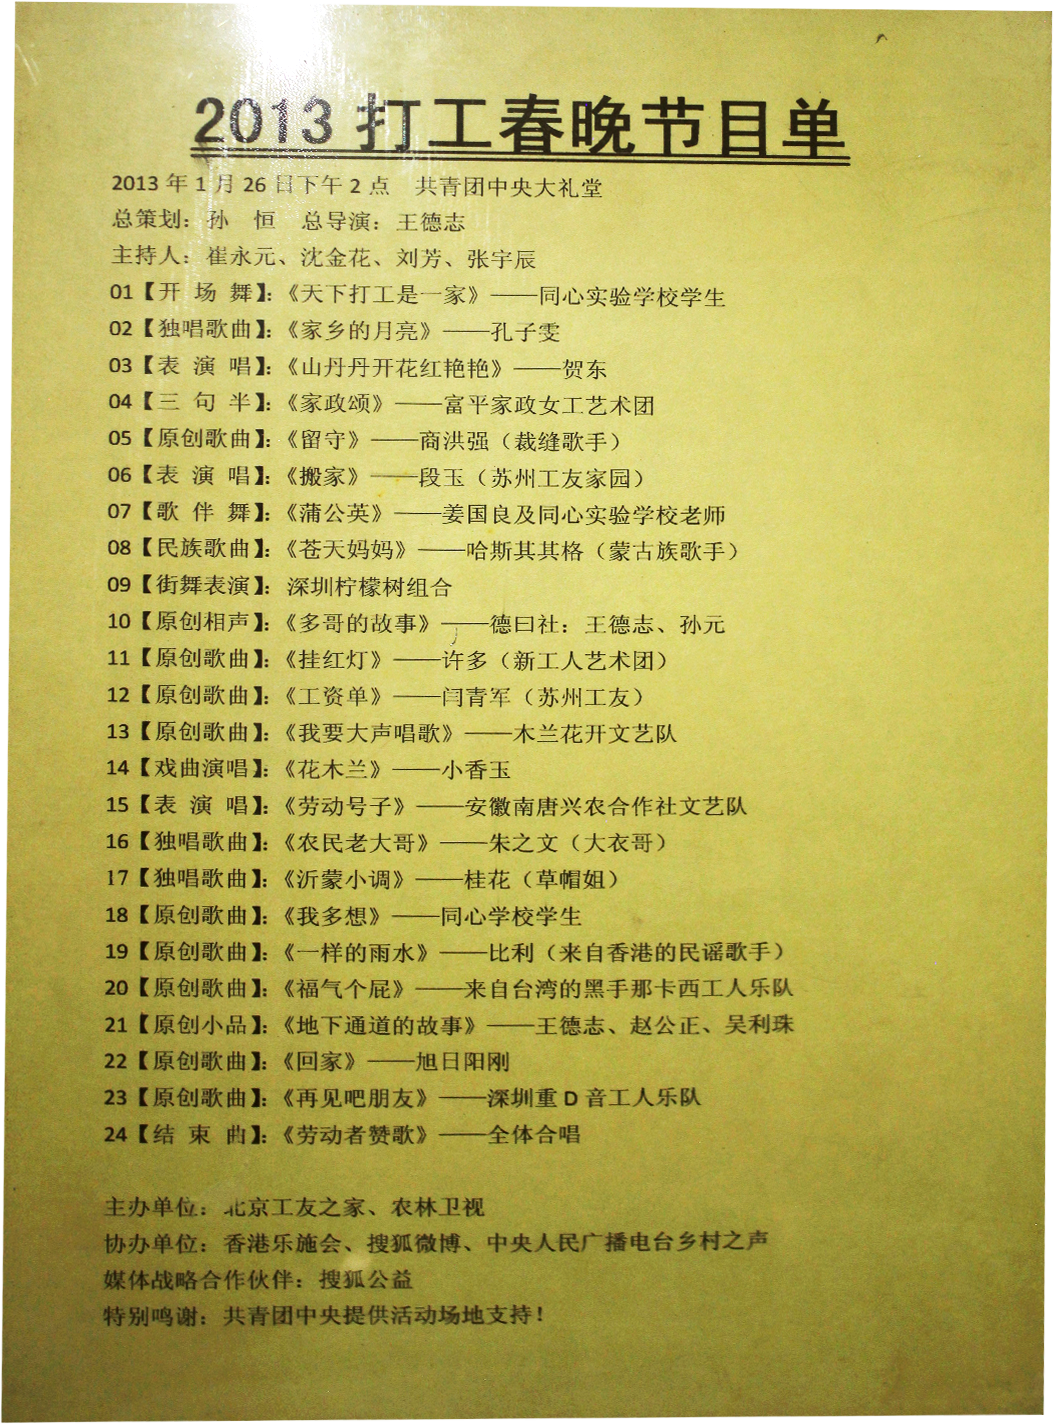 2013 打工春晚节目单
2013 年 1 月 26 日下午 2 点　共青团中央大礼堂
总策划：孙　恒　总导演：王德志
主持人：崔永元、沈金花、刘芳、张宇辰
01【开 场 舞】：《天下打工是一家》——同心实验学校学生
02【独唱歌曲】：《家乡的月亮》——孔子雯
03【表 演 唱】：《山丹丹开花红艳艳》——贺东
04【三 句 半】：《家政颂》——富平家政女工艺术团
05【原创歌曲】：《留守》——商洪强（裁缝歌手）
06【表 演 唱】：《搬家》——段玉（苏州工友家园）
07【歌 伴 舞】：《蒲公英》——姜国良及同心实验学校老师
08【民族歌曲】：《苍天妈妈》——哈斯其其格（蒙古族歌手）
09【街舞表演】：深圳柠檬树组合
10【原创相声】：《多哥的故事》——德曰社：王德志、孙元
11【原创歌曲】：《挂红灯》——许多（新工人艺术团）
12【原创歌曲】：《工资单》——闫青军（苏州工友）
13【原创歌曲】：《我要大声唱歌》——木兰花开文艺队
14【戏曲演唱】：《花木兰》——小香玉
15【表 演 唱】：《劳动号子》——安徽南唐兴农合作社文艺队
16【独唱歌曲】：《农民老大哥》——朱之文（大衣哥）
17【独唱歌曲】：《沂蒙小调》——桂花（草帽姐）
18【原创歌曲】：《我多想》——同心学校学生
19【原创歌曲】：《一样的雨水》——比利（来自香港的民谣歌手）
20【原创歌曲】：《福气个屁》——来自台湾的黑手那卡西工人乐队
21【原创小品】：《地下通道的故事》——王德志、赵公正、吴利珠
22【原创歌曲】：《回家》——旭日阳刚
23【原创歌曲】：《再见吧朋友》——深圳重 D 音工人乐队
24【结 束 曲】：《劳动者赞歌》——全体合唱
主办单位：北京工友之家、农林卫视
协办单位：香港乐施会、搜狐微博、中央人民广播电台乡村之声
媒体战略合作伙伴：搜狐公益
特别鸣谢：共青团中央提供活动场地支持！